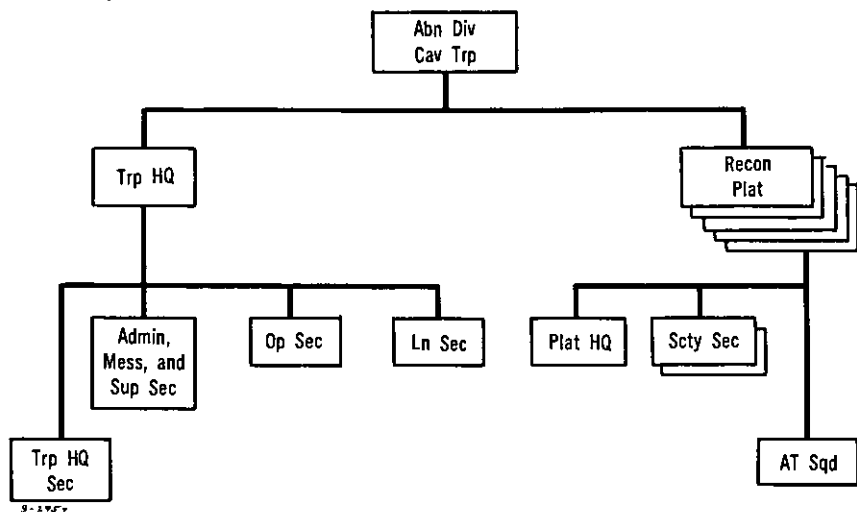 Abn Div
Cav Trp
Trp HQ
Recon
Plat
Admin,
Mess, and
Sup Sec
Op Sec
Ln Sec
Plat HQ
Scty Sec
Trp HQ
Sec
AT Sqd